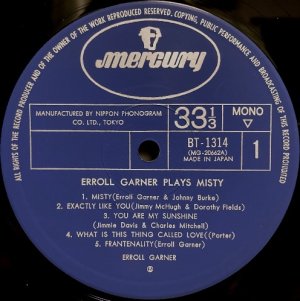 ALL RIGHTS OF THE RECORD PRODUCER AND OF THE OWNER OF THE WORK RESERVED. COPYING, PUBLIC PERFORMANCE AND BROADCASTING OF THIS RECORD PROHIBITED
mercury
MANUFACTURED BY NIPPON PHONOGRAM
CO. LTD., TOKYO
33 1/3
MONO
BT-1314
(MG-20662A)
MADE IN JAPAN
1
ERROLL GARNER PLAYS MISTY
1. MISTY(Erroll Garner & Johnny Burke)
2. EXACTLY LIKE YOU(Jimmy McHugh & Dorothy Fields)
3. YOU ARE MY SUNSHINE
(Jimmie Davis & Charles Mitchell)
4. WHAT IS THIS THING CALLED LOVE((Porter)
5. FRANTENALITY(Erroll Garner)
ERROLL GARNER